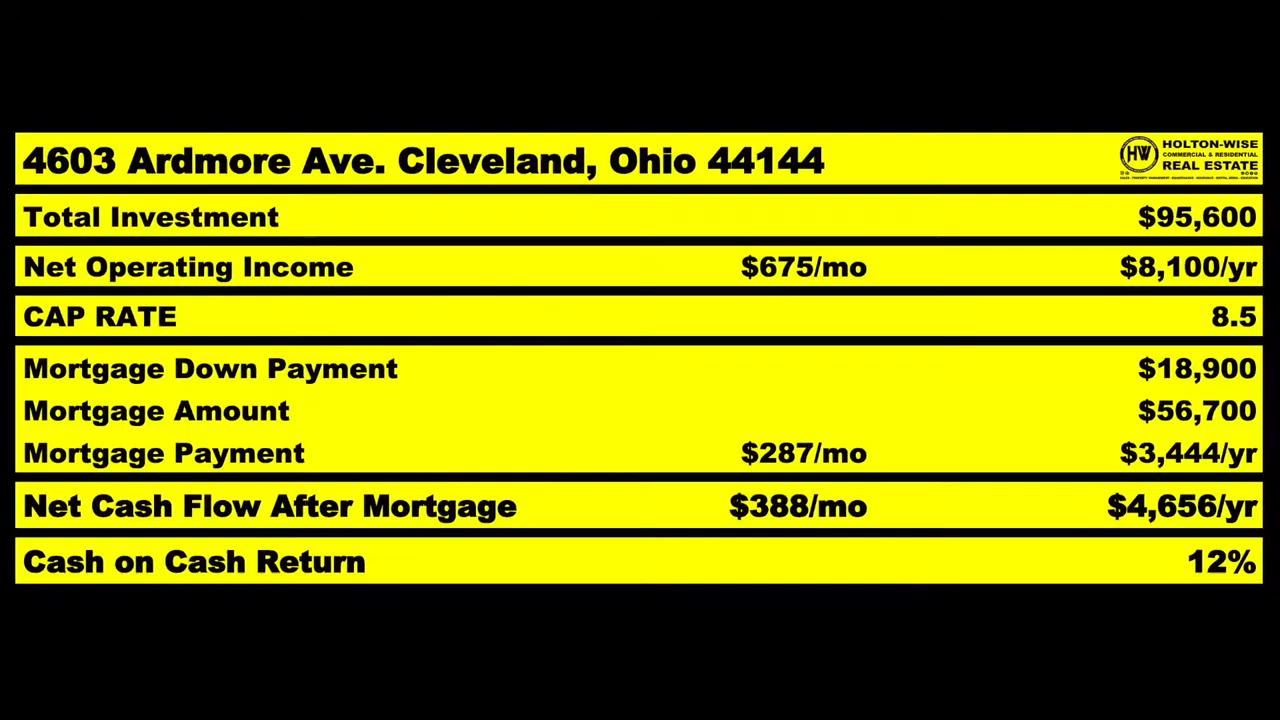 4603 Ardmore Ave. Cleveland, Ohio 44144
HW
HOLTON-WISE
COMMERCIAL & RESIDENTIAL
REAL ESTATE
Total Investment $95,600
Net Operating Income $675/mo $8,100/yr
CAP RATE 8.5
Mortgage Down Payment $18,900
Mortgage Amount $56,700
Mortgage Payment $287/mo $3,444/yr
Net Cash Flow After Mortgage $388/mo $4,656/yr
Cash on Cash Return 12%